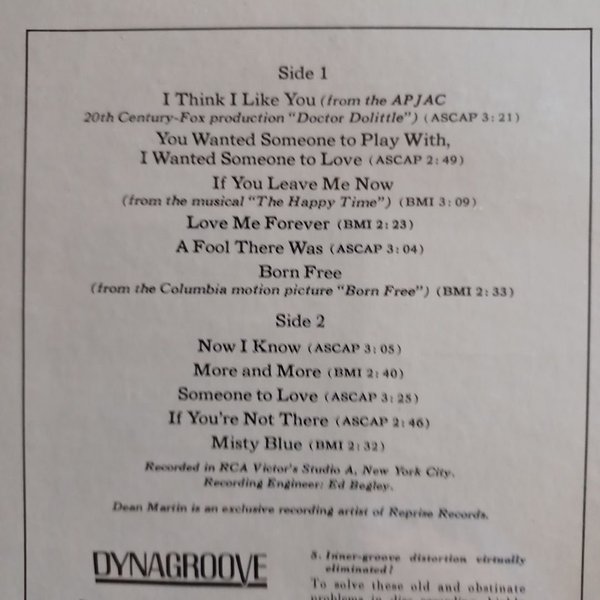 Side 1
I Think I Like You (from the APJAC
20th Century-Fox production "Doctor Dolittle") (ASCAP 3:21)
You Wanted Someone to Play With,
I Wanted Someone to Love (ASCAP 2:49)
If You Leave Me Now
(from the musical "The Happy Time") (BMI 3:09)
Love Me Forever (BMI 2:23)
A Fool There Was (ASCAP 3:04)
Born Free
(from the Columbia motion picture "Born Free") (BMI 2:33)
Side 2
Now I Know (ASCAP 3:05)
More and More (BMI 2:40)
Someone to Love (ASCAP 3:25)
If You're Not There (ASCAP 2:46)
Misty Blue (BMI 2:32)
Recorded in RCA Victor's Studio A, New York City.
Recording Engineer: Ed Begley.
Dean Martin is an exclusive recording artist of Reprise Records.
DYNAGROOVE
5. Inner-groove distortion virtually
eliminated!
To solve these old and obstinate